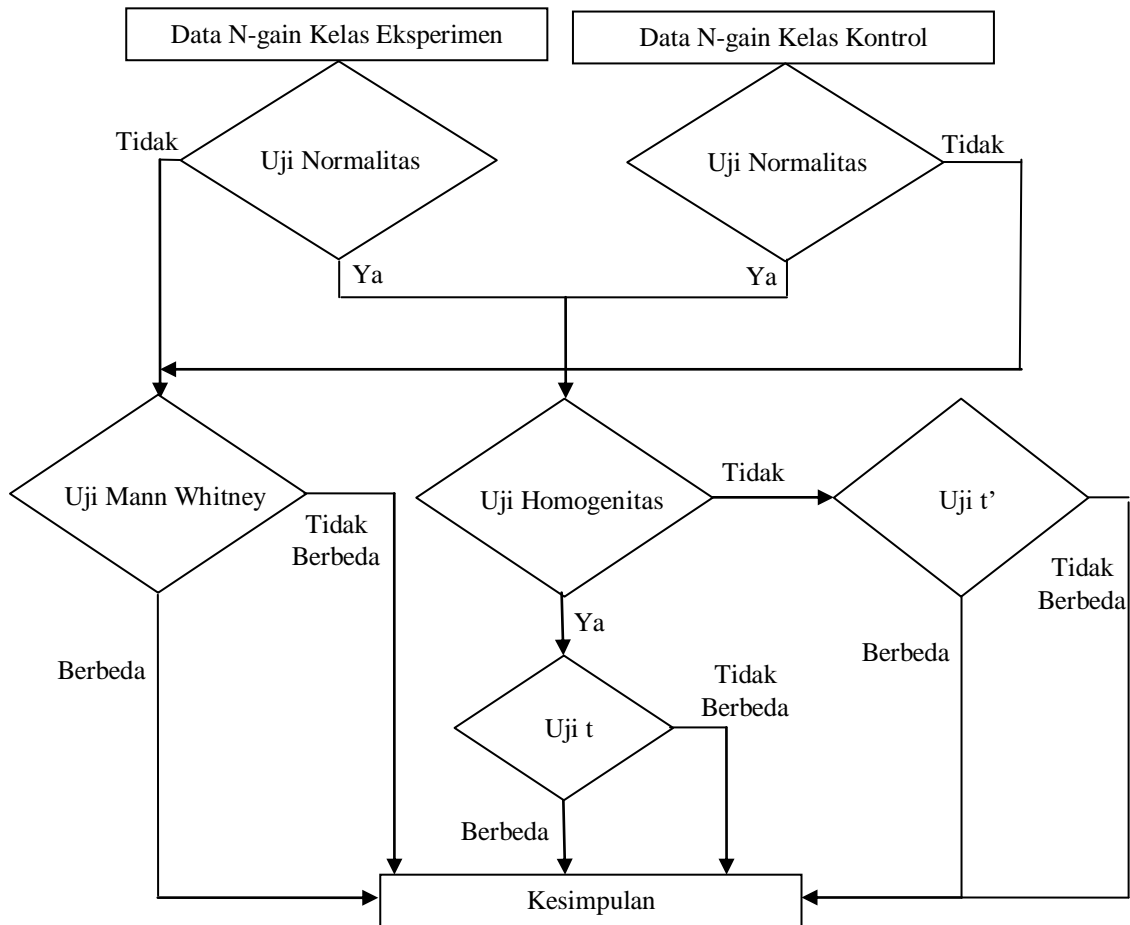 Data N-gain Kelas Eksperimen
Data N-gain Kelas Kontrol
Tidak
Uji Normalitas
Uji Normalitas
Tidak
Ya
Ya
Uji Mann Whitney
Tidak
Berbeda
Uji Homogenitas
Tidak
Uji t’
Tidak
Berbeda
Ya
Berbeda
Berbeda
Uji t
Tidak
Berbeda
Berbeda
Kesimpulan